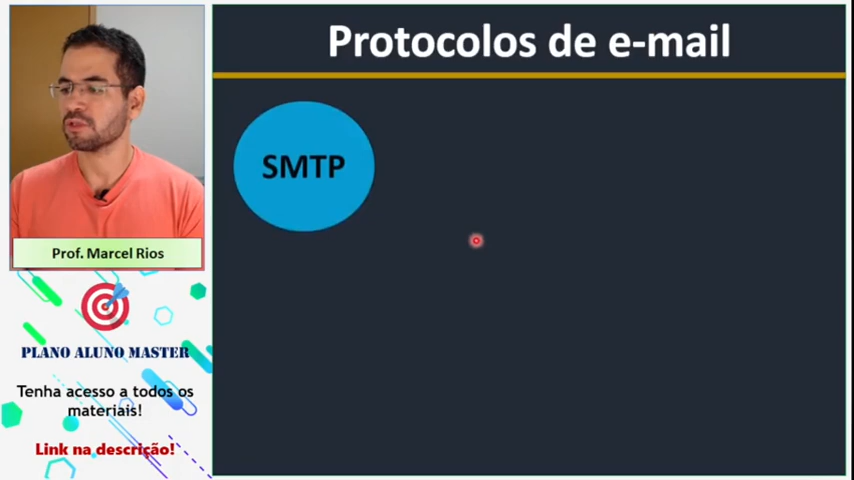 Protocolos de e-mail
SMTP
Prof. Marcel Rios
PLANO ALUNO MASTER
Tenha acesso a todos os
materiais!
Link na descrição!